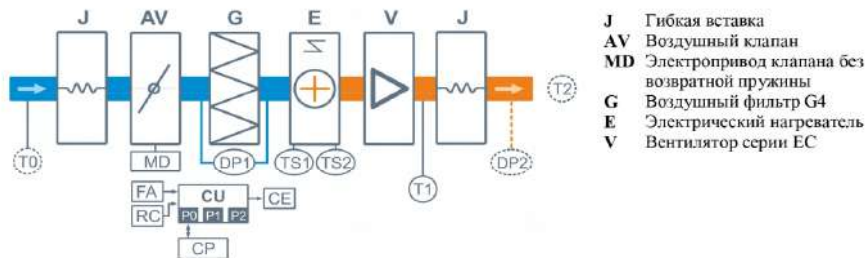 J AV G E V J
T0 MD DP1 TS1 TS2 T1 DP2 T2
FA CU CE
RC P0 P1 P2
CP
J Гибкая вставка
AV Воздушный клапан
MD Электропривод клапана без
возвратной пружины
G Воздушный фильтр G4
E Электрический нагреватель
V Вентилятор серии EC